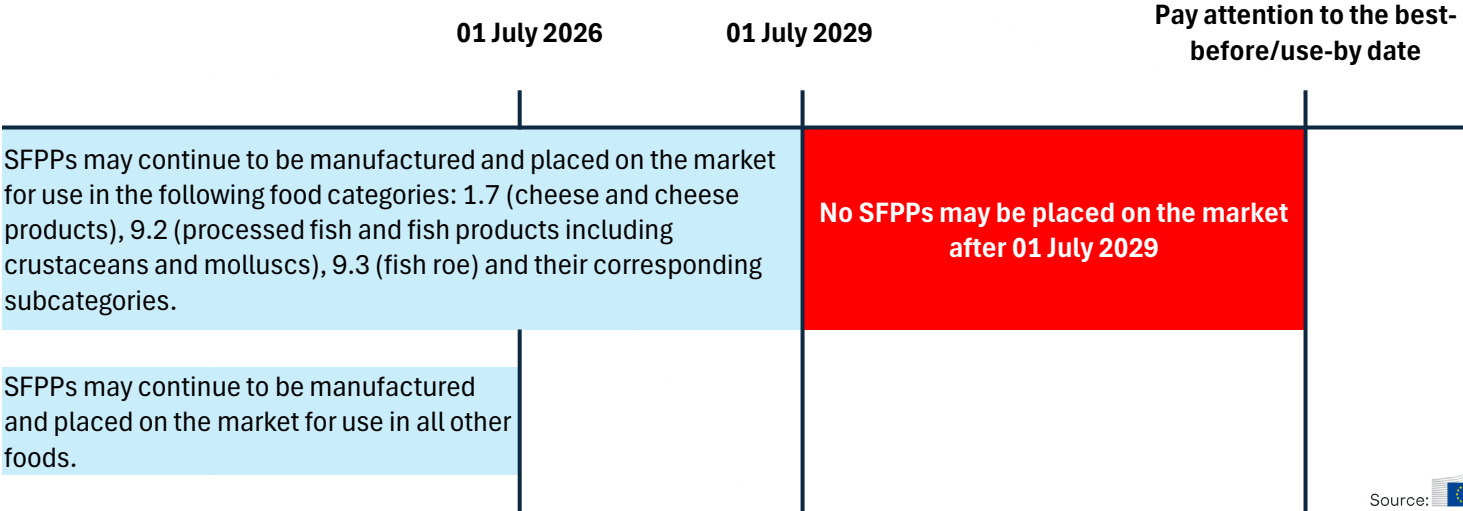 01 July 2026
01 July 2029
Pay attention to the best-
before/use-by date
SFPPs may continue to be manufactured and placed on the market
for use in the following food categories: 1.7 (cheese and cheese
products), 9.2 (processed fish and fish products including
crustaceans and molluscs), 9.3 (fish roe) and their corresponding
subcategories.
No SFPPs may be placed on the market
after 01 July 2029
SFPPs may continue to be manufactured
and placed on the market for use in all other
foods.
Source: